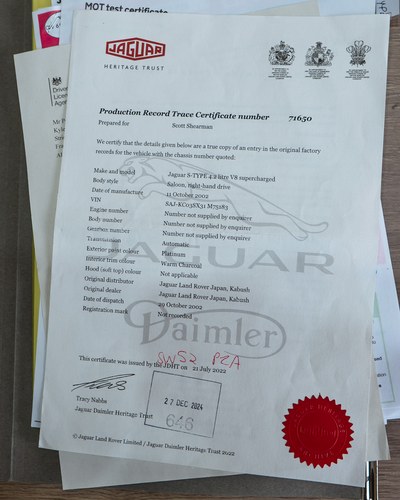 MOT test certificate
JAGUAR
HERITAGE TRUST
Production Record Trace Certificate number 71650
Prepared for Scott Shearman
We certify that the details given below are a true copy of an entry in the original factory
records for the vehicle with the chassis number quoted:
Make and model Jaguar S-TYPE 4.2 litre V8 supercharged
Body style Saloon, right-hand drive
Date of manufacture 11 October 2002
VIN
Engine number Number not supplied by enquirer
Body number Number not supplied by enquirer
Gearbox number Number not supplied by enquirer
Transmission Automatic
Exterior paint colour Platinum
Interior trim colour Warm Charcoal
Hood (soft top) colour Not applicable
Original distributor Jaguar Land Rover Japan, Kabush
Original dealer Jaguar Land Rover Japan, Kabush
Date of dispatch 29 October 2002
Registration mark Not recorded
JAGUAR
Daimler
SW52 PZA
This certificate was issued by the JDHT on 21 July 2022
Tracy Nubbs
Jaguar Daimler Heritage Trust
27 DEC 2024
646
© Jaguar Land Rover Limited / Jaguar Daimler Heritage Trust 2022